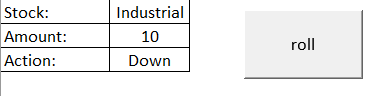 Stock: Industrial
Amount: 10
Action: Down
roll